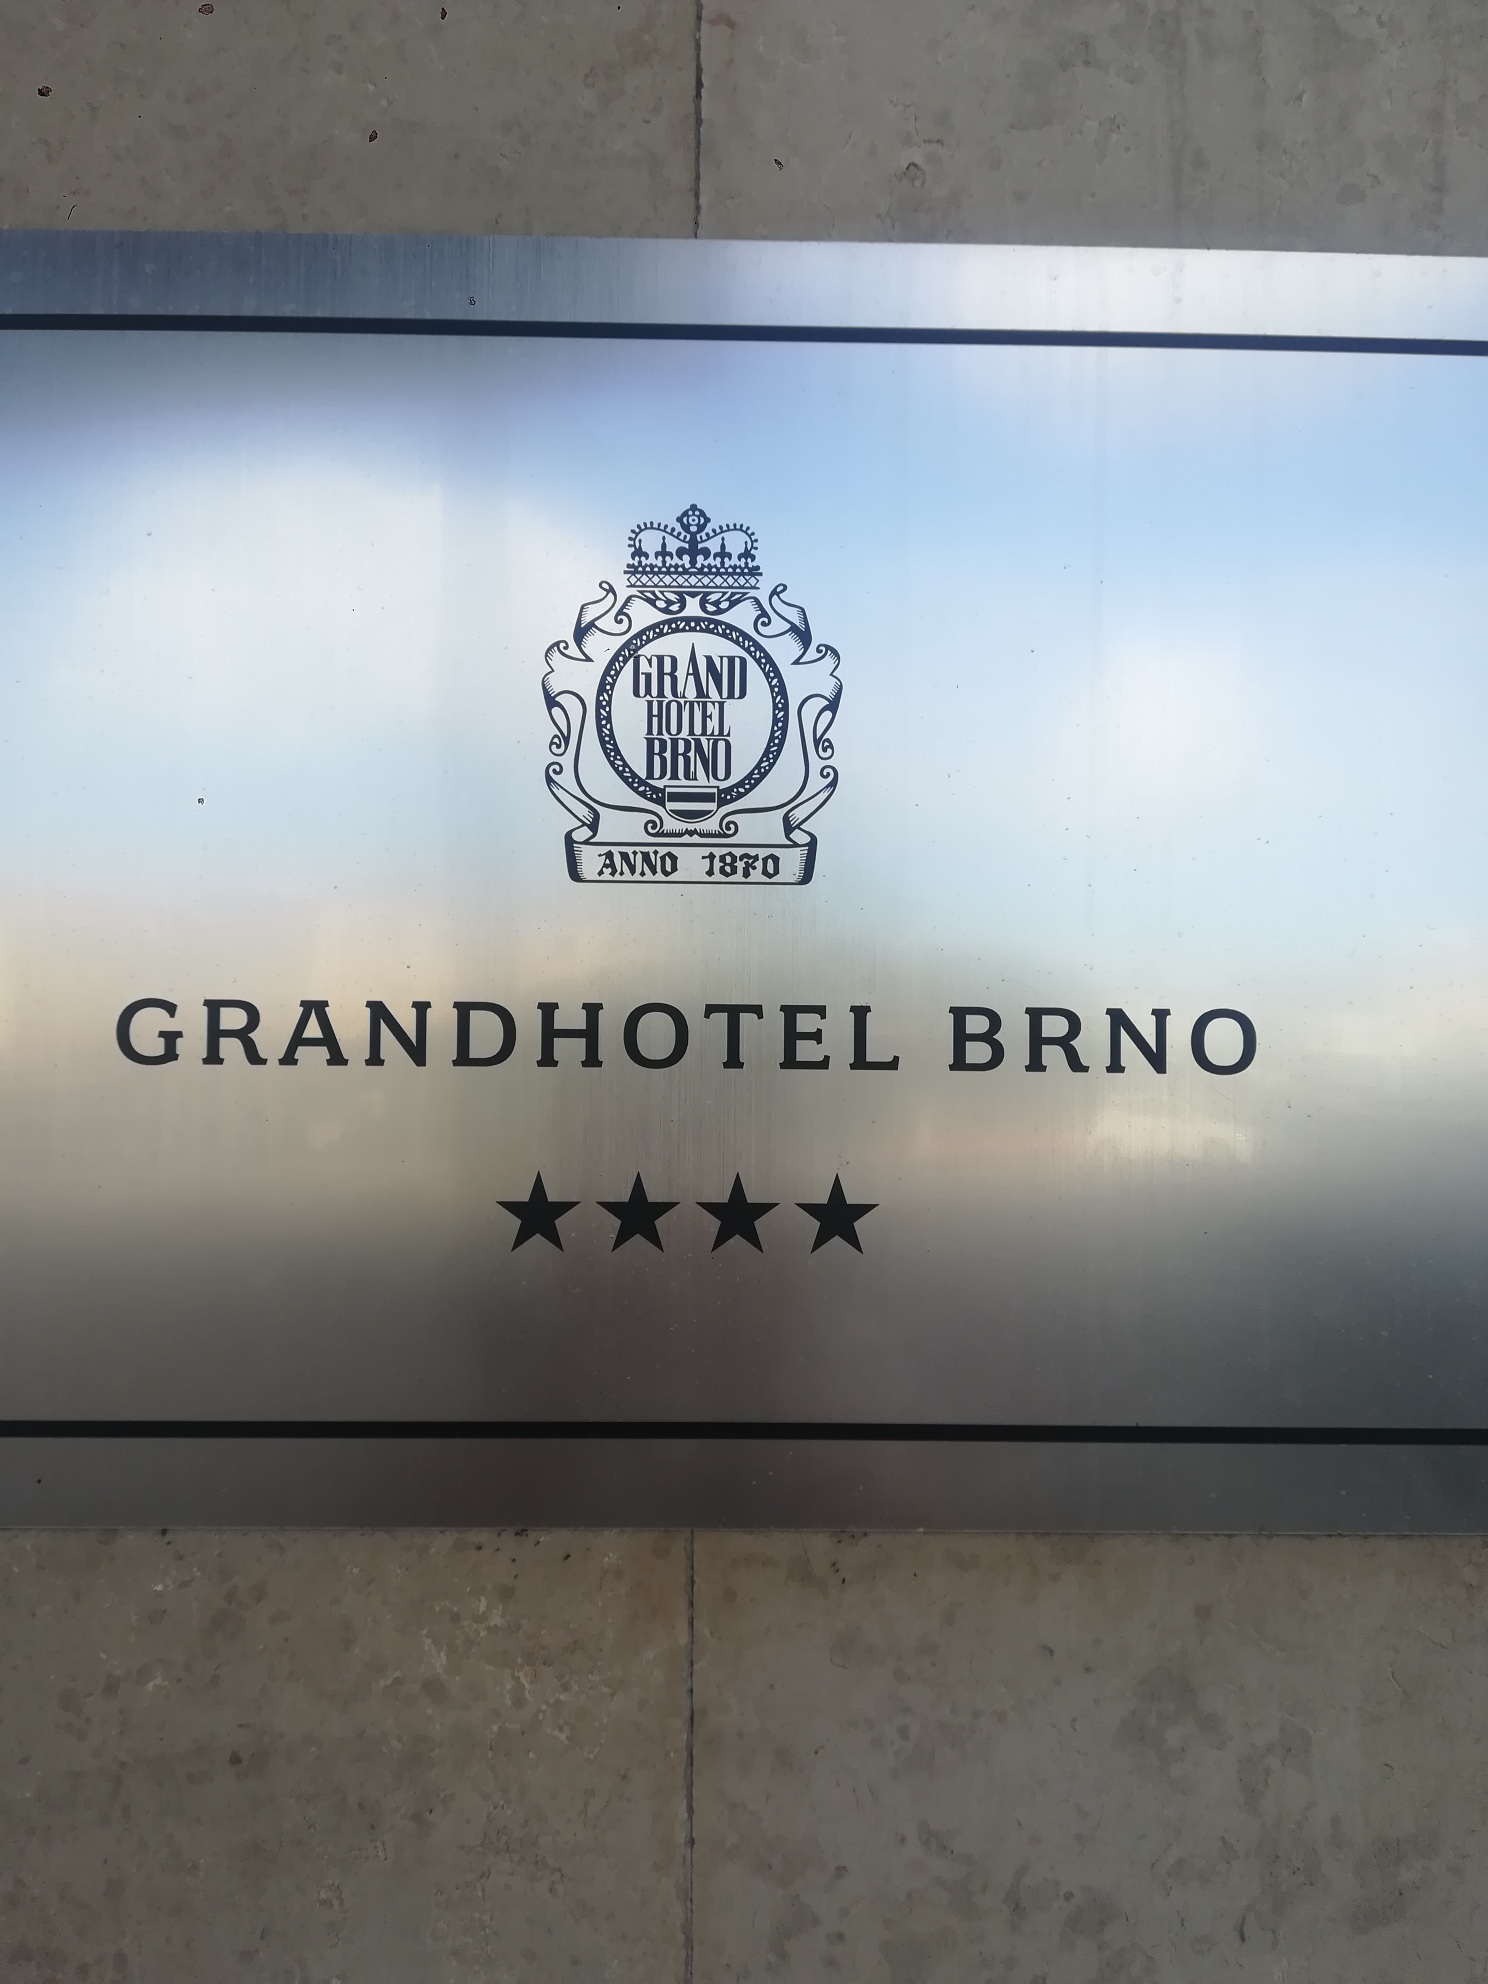 GRAND
HOTEL
BRNO
ANNO 1870
GRANDHOTEL BRNO